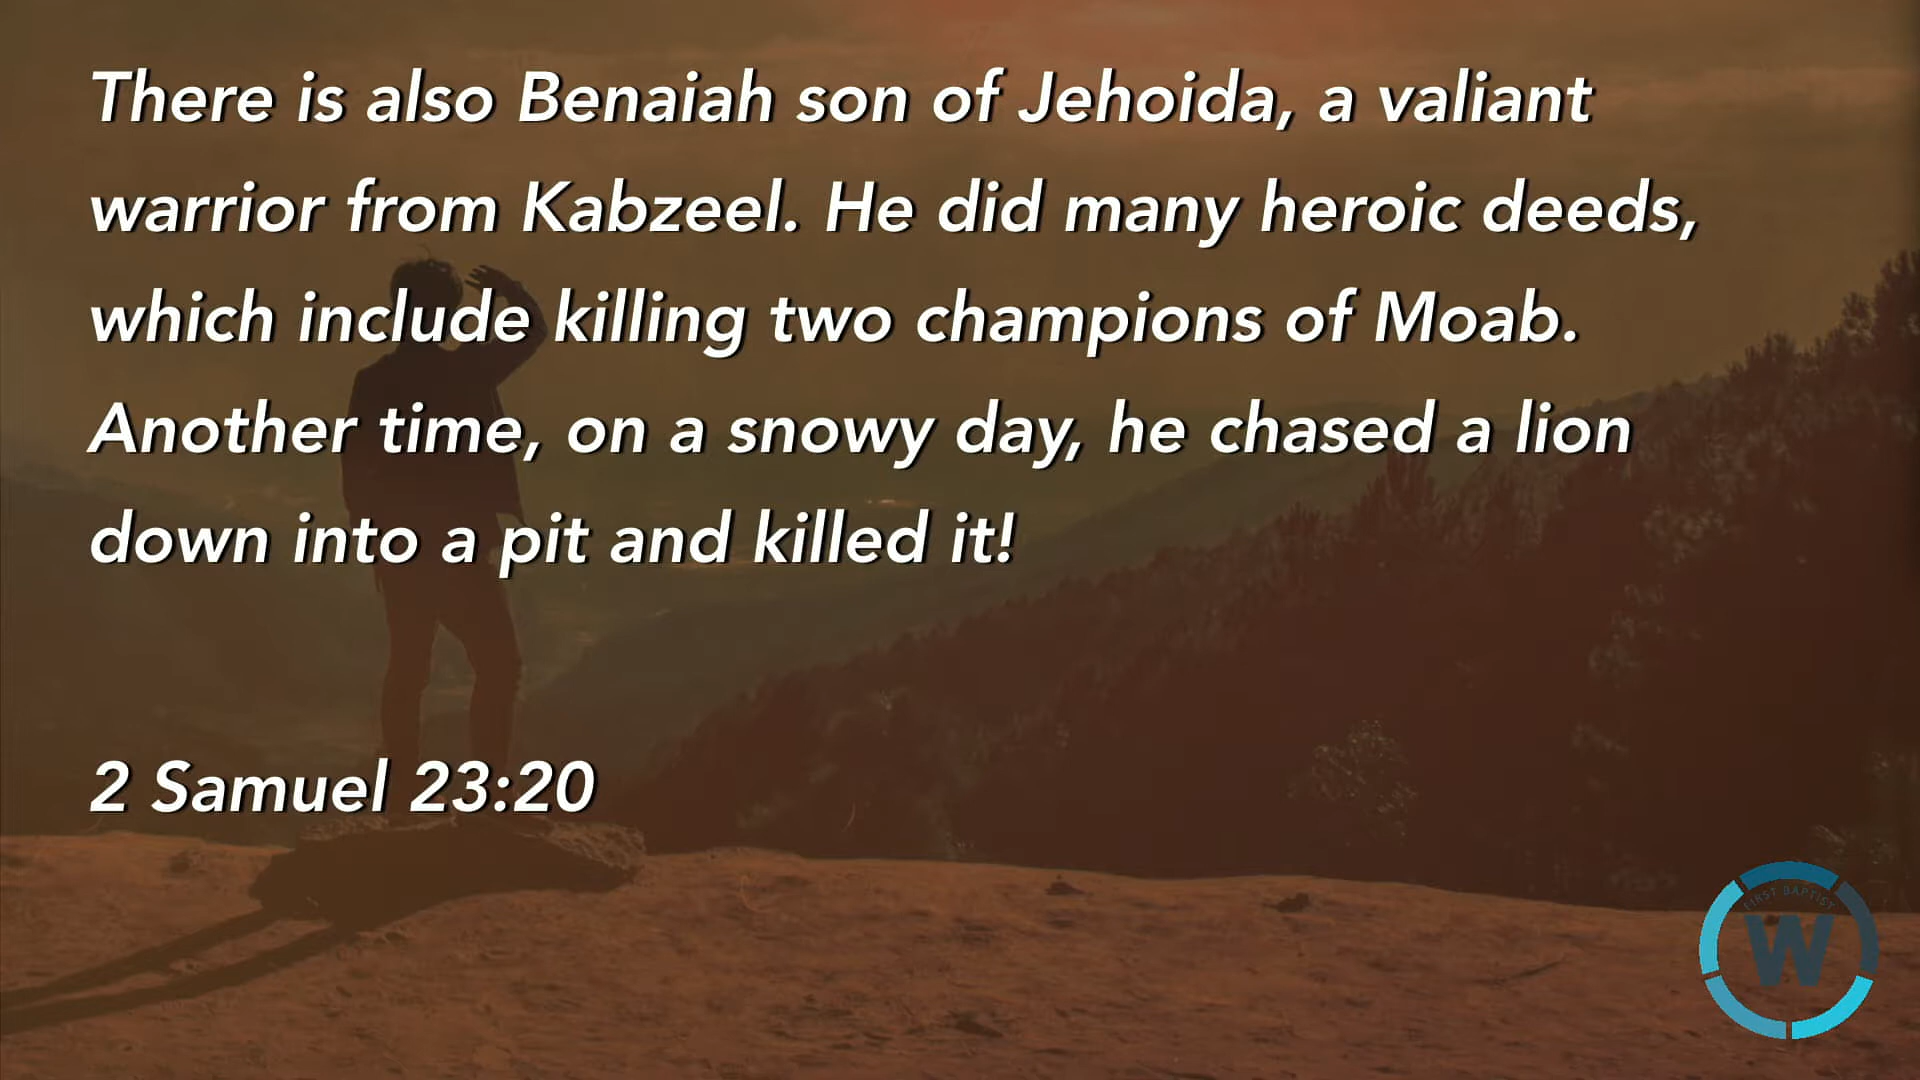 There is also Benaiah son of Jehoida, a valiant
warrior from Kabzeel. He did many heroic deeds,
which include killing two champions of Moab.
Another time, on a snowy day, he chased a lion
down into a pit and killed it!
2 Samuel 23:20
FIRST BAPTIST
W